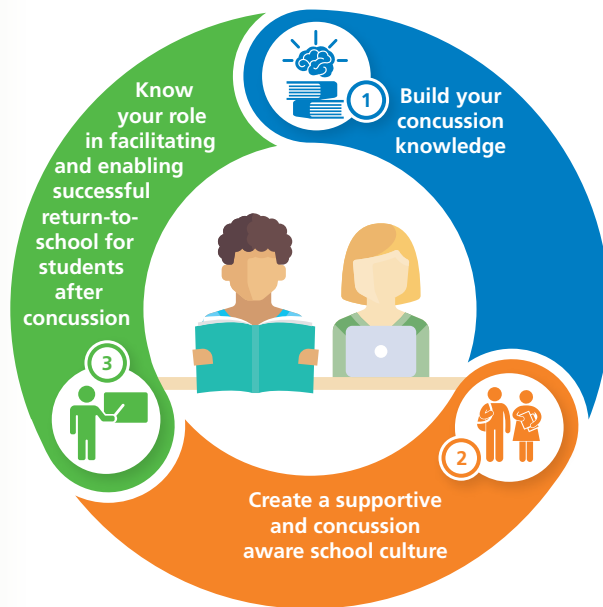 1
Build your
concussion
knowledge
2
Create a supportive
and concussion
aware school culture
3
Know
your role
in facilitating
and enabling
successful
return-to-
school for
students
after
concussion